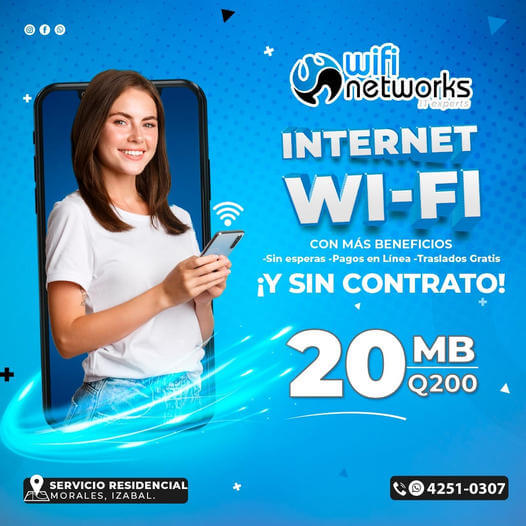 wifi
networks
IT experts
INTERNET
WI-FI
CON MÁS BENEFICIOS
-Sin esperas -Pagos en Línea -Traslados Gratis
¡Y SIN CONTRATO!
20 MB
Q200
SERVICIO RESIDENCIAL
MORALES, IZABAL.
4251-0307